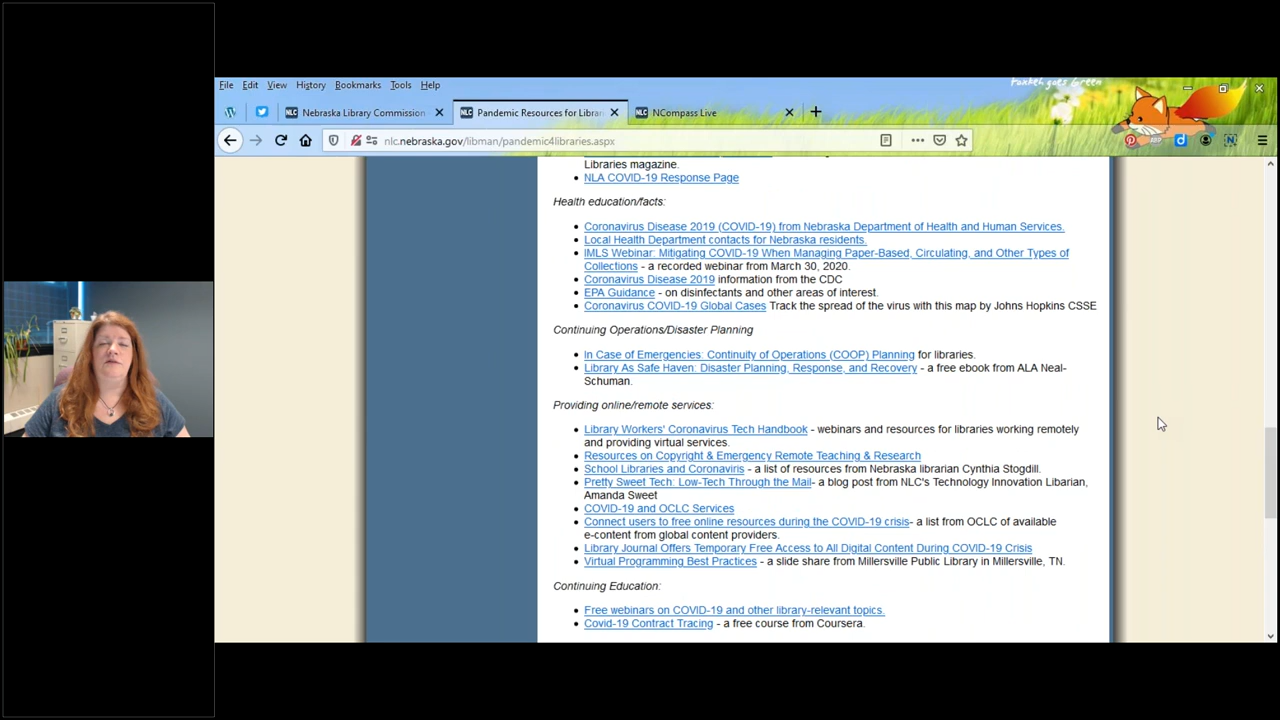 Foxkeh goes Green
File Edit View History Bookmarks Tools Help
NLC Nebraska Library Commission
NLC Pandemic Resources for Librar
NLC NCompass Live
nlc.nebraska.gov/libman/pandemic4libraries.aspx
Libraries magazine.
NLA COVID-19 Response Page
Health education/facts:
Coronavirus Disease 2019 (COVID-19) from Nebraska Department of Health and Human Services.
Local Health Department contacts for Nebraska residents.
IMLS Webinar: Mitigating COVID-19 When Managing Paper-Based, Circulating, and Other Types of
Collections - a recorded webinar from March 30, 2020.
Coronavirus Disease 2019 information from the CDC
EPA Guidance - on disinfectants and other areas of interest.
Coronavirus COVID-19 Global Cases Track the spread of the virus with this map by Johns Hopkins CSSE
Continuing Operations/Disaster Planning
In Case of Emergencies: Continuity of Operations (COOP) Planning for libraries.
Library As Safe Haven: Disaster Planning, Response, and Recovery - a free ebook from ALA Neal-
Schuman.
Providing online/remote services:
Library Workers' Coronavirus Tech Handbook - webinars and resources for libraries working remotely
and providing virtual services.
Resources on Copyright & Emergency Remote Teaching & Research
School Libraries and Coronaviris - a list of resources from Nebraska librarian Cynthia Stogdill.
Pretty Sweet Tech: Low-Tech Through the Mail- a blog post from NLC's Technology Innovation Libarian,
Amanda Sweet
COVID-19 and OCLC Services
Connect users to free online resources during the COVID-19 crisis- a list from OCLC of available
e-content from global content providers.
Library Journal Offers Temporary Free Access to All Digital Content During COVID-19 Crisis
Virtual Programming Best Practices - a slide share from Millersville Public Library in Millersville, TN.
Continuing Education:
Free webinars on COVID-19 and other library-relevant topics.
Covid-19 Contract Tracing - a free course from Coursera.